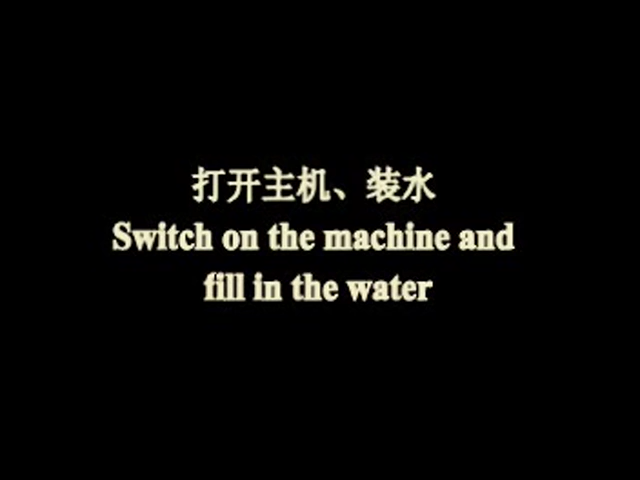 打开主机、装水
Switch on the machine and
fill in the water